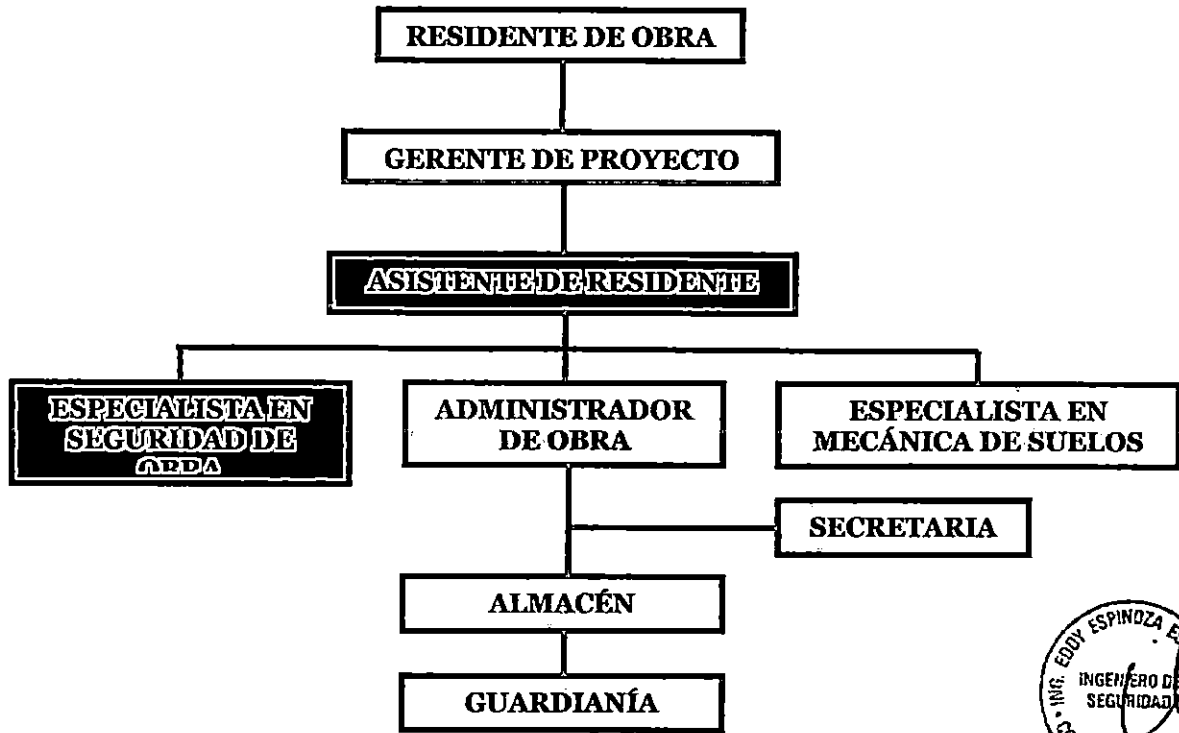 RESIDENTE DE OBRA
GERENTE DE PROYECTO
ASISTENTE DE RESIDENTE
ESPECIALISTA EN
SEGURIDAD DE
OBRA
ADMINISTRADOR
DE OBRA
ESPECIALISTA EN
MECÁNICA DE SUELOS
SECRETARIA
ALMACÉN
GUARDIANÍA
ING. EDDY ESPINOZA
INGENIERO D
SEGURIDAD